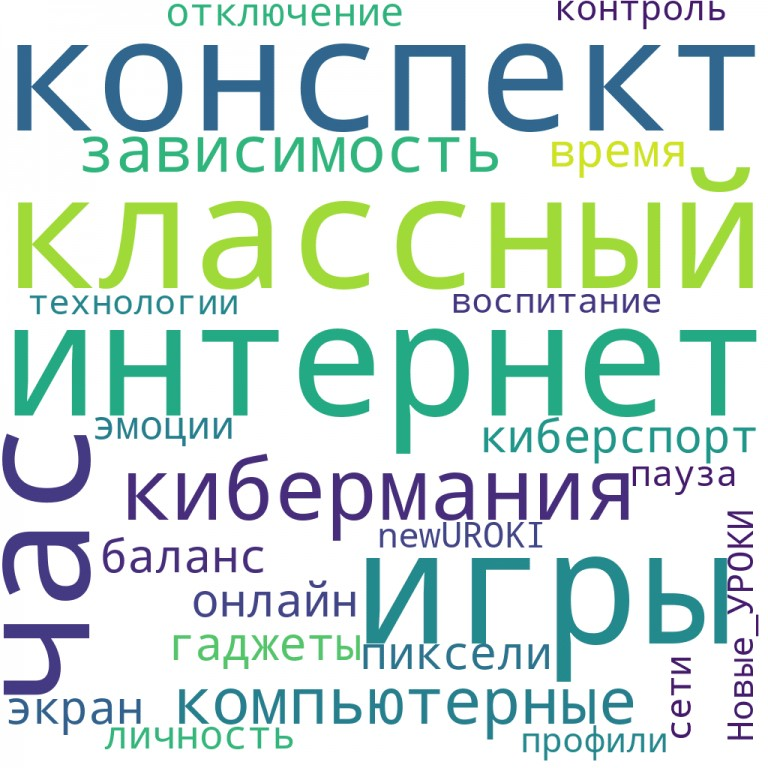 отключение
контроль
конспект
зависимость
время
классный
технологии
воспитание
интернет
эмоции
киберспорт
час
кибермания
пауза
newUROKI
баланс
игры
онлайн
гаджеты
пиксели
Новые_УРОКИ
сети
экран
компьютерные
личность
профили